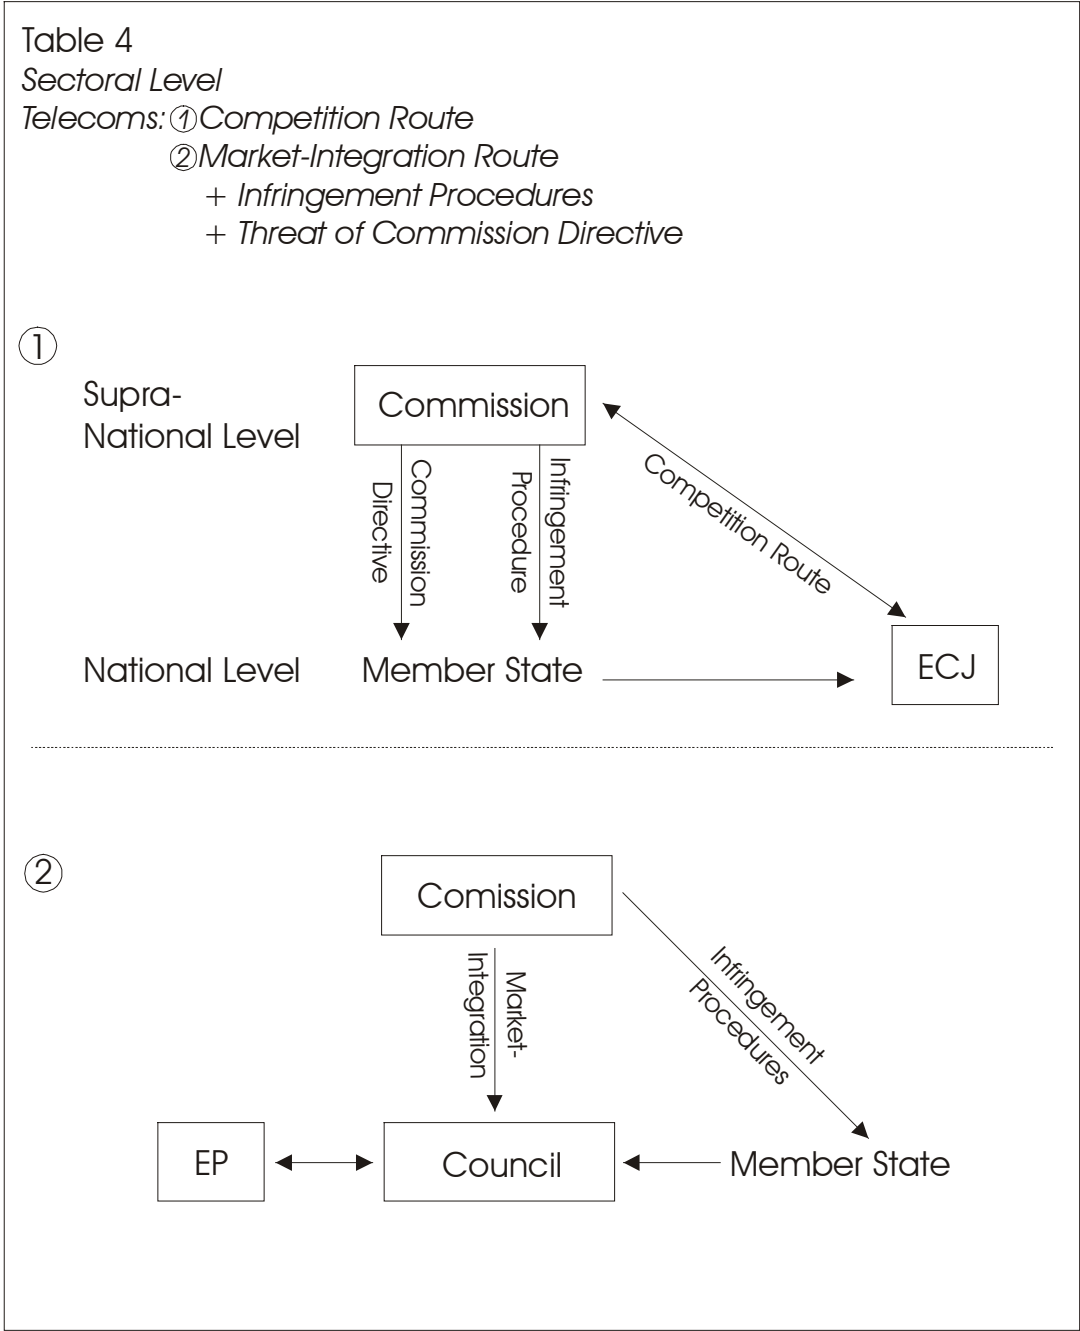 Table 4
Sectoral Level
Telecoms: ①Competition Route
②Market-Integration Route
+ Infringement Procedures
+ Threat of Commission Directive
①
Supra-
National Level
Commission
Commission
Directive
Infringement
Procedure
Competition Route
National Level
Member State
ECJ
②
Comission
Market-
Integration
Infringement
Procedures
EP
Council
Member State